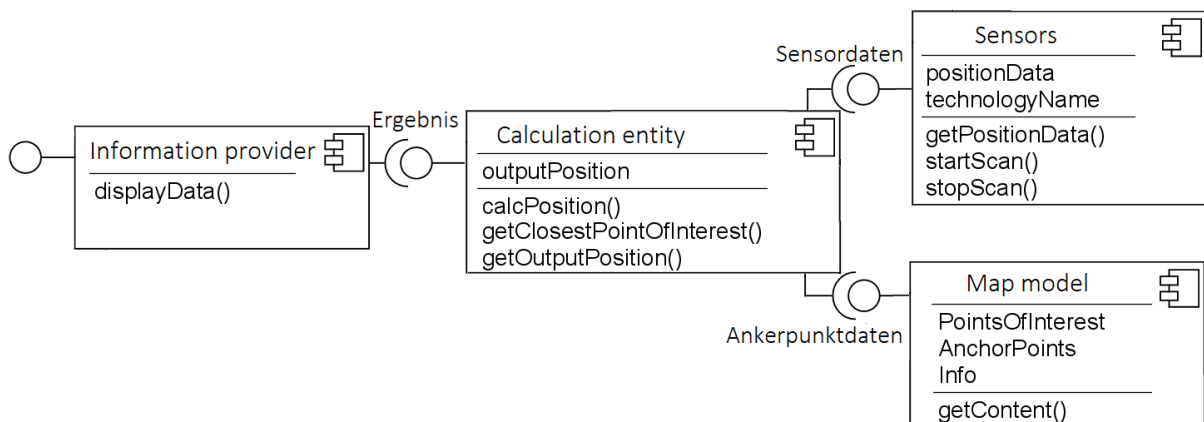 Information provider
displayData()
Ergebnis
Calculation entity
outputPosition
calcPosition()
getClosestPointOfInterest()
getOutputPosition()
Sensordaten
Sensors
positionData
technologyName
getPositionData()
startScan()
stopScan()
Ankerpunktdaten
Map model
PointsOfInterest
AnchorPoints
Info
getContent()